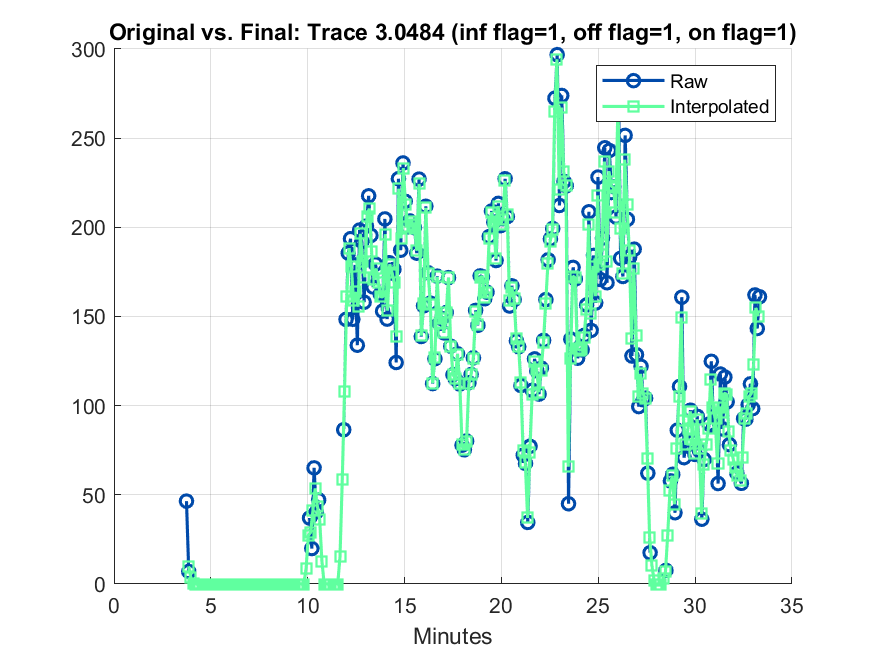 Original vs. Final: Trace 3.0484 (inf flag=1, off flag=1, on flag=1)
300
250
200
150
100
50
0
Raw
Interpolated
0 5 10 15 20 25 30 35
Minutes